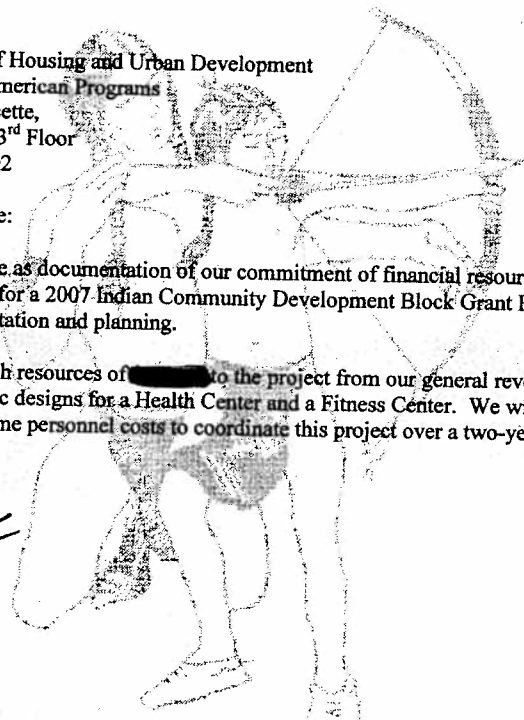 f Housing and Urban Development
merican Programs
ette,
3rd Floor
2
e:
e as documentation of our commitment of financial resour
for a 2007 Indian Community Development Block Grant
tation and planning.
h resources of to the project from our general rev
c designs for a Health Center and a Fitness Center. We w
me personnel costs to coordinate this project over a two-ye